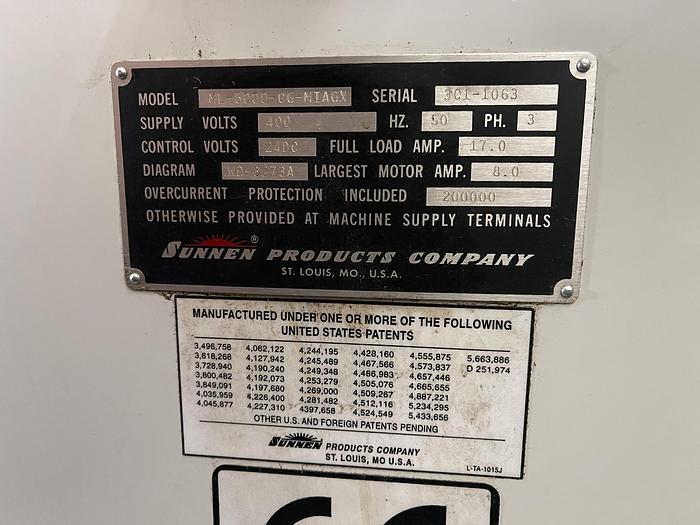 MODEL ML-5000-CG-MIACX SERIAL 3C1-1063
SUPPLY VOLTS 400 HZ. 50 PH. 3
CONTROL VOLTS 24DC FULL LOAD AMP. 17.0
DIAGRAM WD-3273A LARGEST MOTOR AMP. 8.0
OVERCURRENT PROTECTION INCLUDED 200000
OTHERWISE PROVIDED AT MACHINE SUPPLY TERMINALS
SUNNEN® PRODUCTS COMPANY
ST. LOUIS, MO., U.S.A.
MANUFACTURED UNDER ONE OR MORE OF THE FOLLOWING
UNITED STATES PATENTS
3,496,758 4,062,122 4,244,195 4,428,160 4,555,875 5,663,886
3,618,268 4,127,942 4,245,489 4,467,566 4,573,837 D 251,974
3,728,940 4,190,240 4,249,348 4,486,983 4,657,446
3,800,482 4,192,073 4,253,279 4,505,076 4,665,655
3,849,091 4,197,680 4,269,000 4,509,267 4,887,221
4,035,959 4,226,400 4,281,482 4,512,116 5,234,295
4,045,877 4,227,310 4397,658 4,524,549 5,433,656
OTHER U.S. AND FOREIGN PATENTS PENDING
SUNNEN PRODUCTS COMPANY
ST. LOUIS, MO U.S.A.
L-TA-1015J
CE